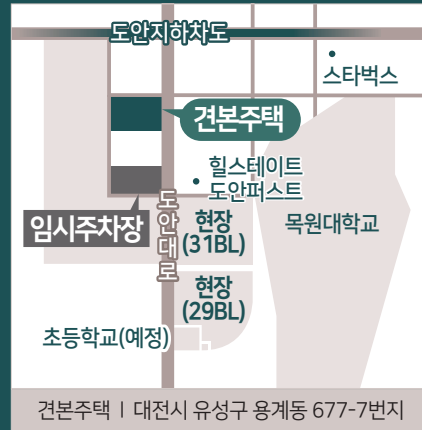 도안지하차도
스타벅스
견본주택
힐스테이트
도안퍼스트
임시주차장
도안대로
현장
(31BL)
목원대학교
현장
(29BL)
초등학교(예정)
견본주택 | 대전시 유성구 용계동 677-7번지